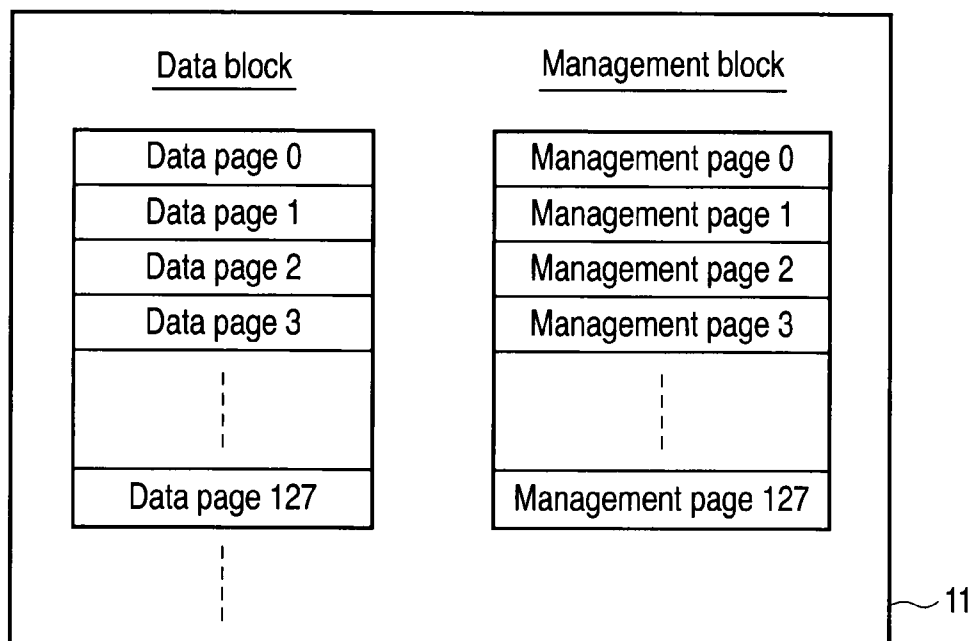 Data block
Data page 0
Data page 1
Data page 2
Data page 3
Data page 127
Management block
Management page 0
Management page 1
Management page 2
Management page 3
Management page 127
11